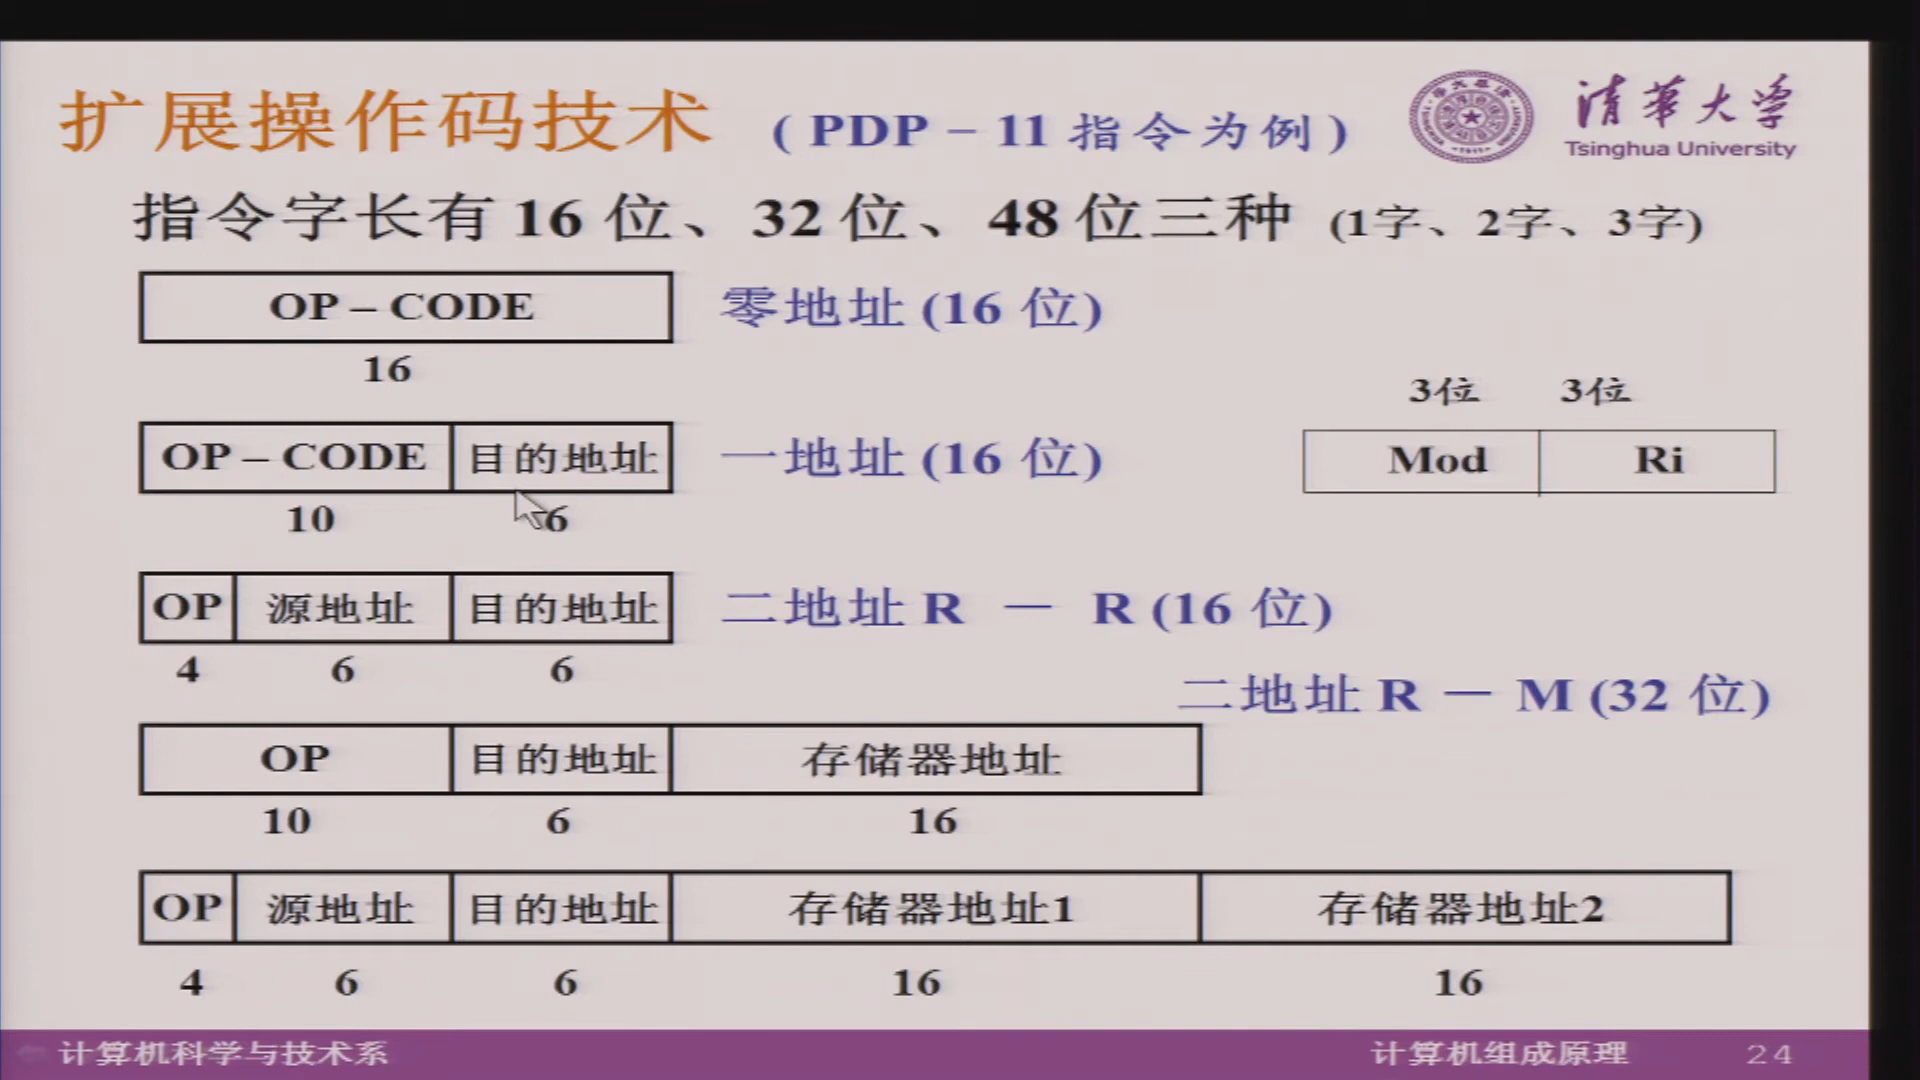 扩展操作码技术 (PDP－11 指令为例)
清华大学
Tsinghua University
指令字长有 16 位、32 位、48 位三种 (1字、2字、3字)
OP－CODE 零地址 (16 位)
16
3位 3位
OP－CODE 目的地址 一地址 (16 位) Mod Ri
10 6
OP 源地址 目的地址 二地址 R － R (16 位)
4 6 6
二地址 R － M (32 位)
OP 目的地址 存储器地址
10 6 16
OP 源地址 目的地址 存储器地址1 存储器地址2
4 6 6 16 16
计算机科学与技术系 计算机组成原理 24